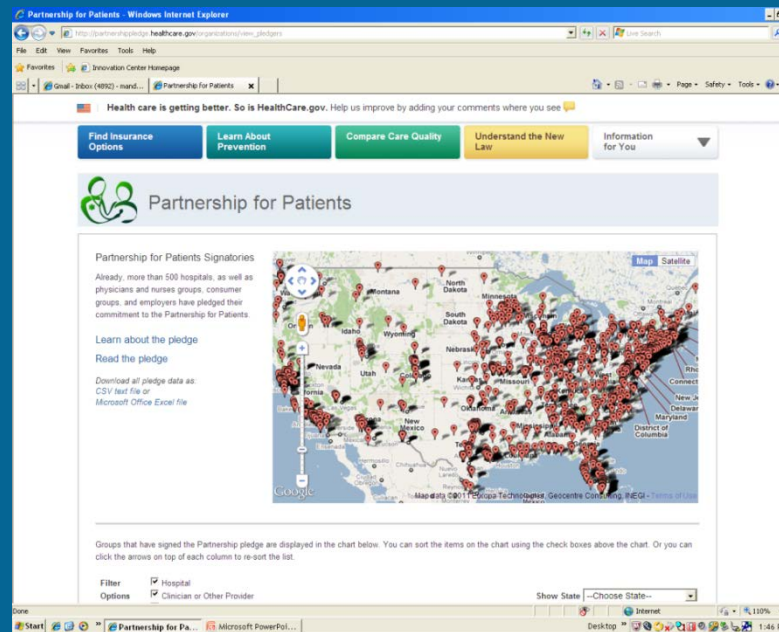 Partnership for Patients - Windows Internet Explorer
http://partnershippledge.healthcare.gov/organizations/view_pledgers
Live Search
File Edit View Favorites Tools Help
Favorites Innovation Center Homepage
Gmail - Inbox (4892) - mand... Partnership for Patients x Page Safety Tools
Health care is getting better. So is HealthCare.gov. Help us improve by adding your comments where you see
Find Insurance Options
Learn About Prevention
Compare Care Quality
Understand the New Law
Information for You
Partnership for Patients
Partnership for Patients Signatories
Already, more than 500 hospitals, as well as
physicians and nurses groups, consumer
groups, and employers have pledged their
commitment to the Partnership for Patients.
Learn about the pledge
Read the pledge
Download all pledge data as:
CSV text file or
Microsoft Office Excel file
Map Satellite
North Dakota
Montana
Minnesota
South Dakota
Idaho
Wyoming
Nebraska
Nevada
Utah
Missouri
Oklahoma
New Mexico
Mississippi
Alabama
Maryland
District of Columbia
Google
Map data ©2011 Europa Technologies, Geocentre Consulting, INEGI - Terms of Use
Groups that have signed the Partnership pledge are displayed in the chart below. You can sort the items on the chart using the check boxes above the chart. Or you can
click the arrows on top of each column to re-sort the list.
Filter Options
Hospital
Clinician or Other Provider
Show State --Choose State--
Done Internet 110%
Start Partnership for Pa... Microsoft PowerPoi... Desktop 1:46